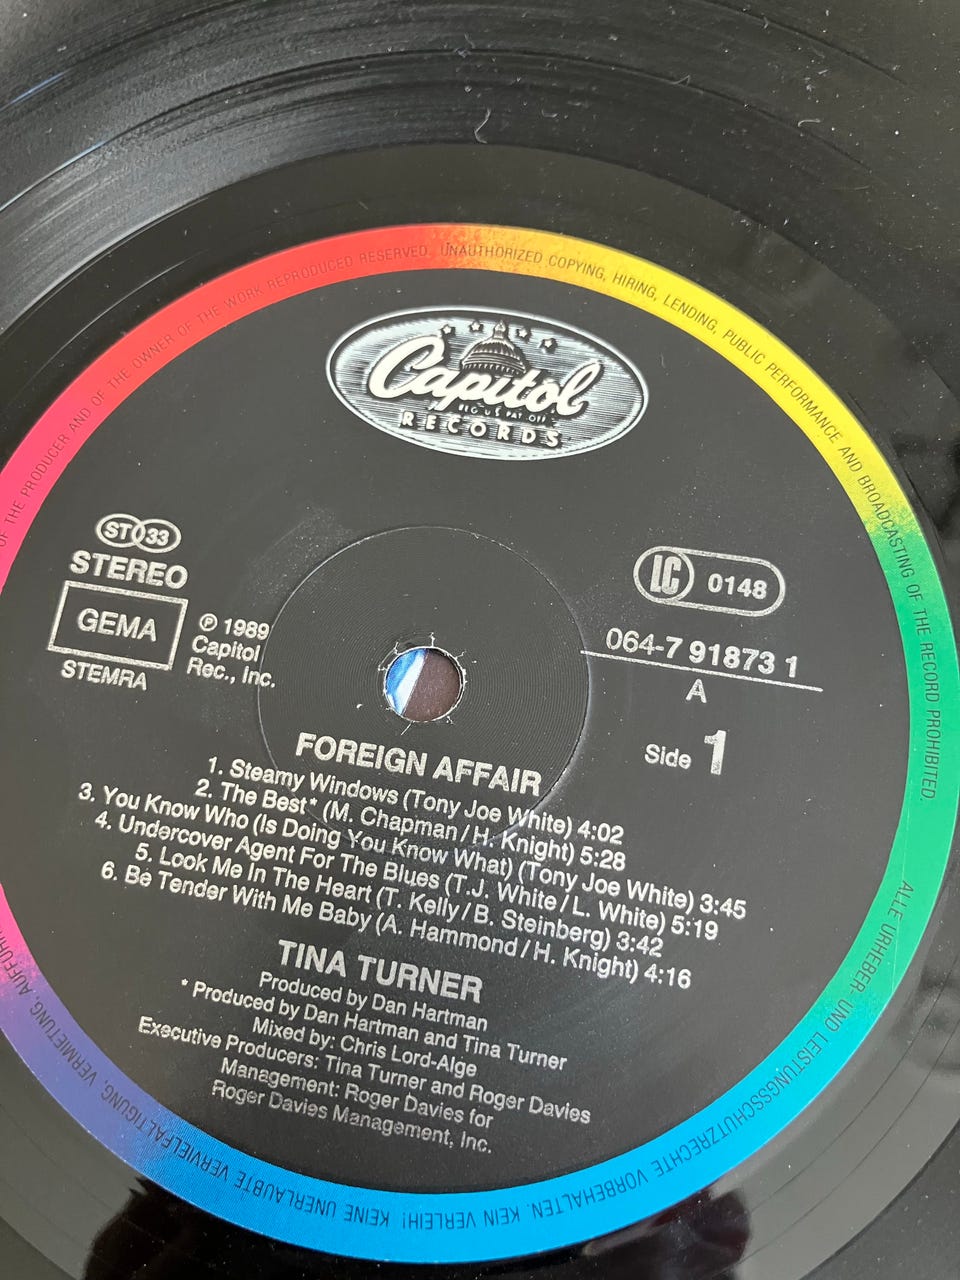 OF THE PRODUCER AND OF THE OWNER OF THE WORK REPRODUCED RESERVED. UNAUTHORIZED COPYING, HIRING, LENDING, PUBLIC PERFORMANCE AND BROADCASTING OF THE RECORD PROHIBITED.
Capitol
REG. U.S. PAT. OFF.
RECORDS
ST 33
STEREO
GEMA
STEMRA
℗ 1989
Capitol
Rec., Inc.
LC 0148
064-7 91873 1
A
Side 1
FOREIGN AFFAIR
1. Steamy Windows (Tony Joe White) 4:02
2. The Best* (M. Chapman/H. Knight) 5:28
3. You Know Who (Is Doing You Know What) (Tony Joe White) 3:45
4. Undercover Agent For The Blues (T.J. White/L. White) 5:19
5. Look Me In The Heart (T. Kelly/B. Steinberg) 3:42
6. Be Tender With Me Baby (A. Hammond/H. Knight) 4:16
TINA TURNER
Produced by Dan Hartman
* Produced by Dan Hartman and Tina Turner
Mixed by: Chris Lord-Alge
Executive Producers: Tina Turner and Roger Davies
Management: Roger Davies for
Roger Davies Management, Inc.
ALLE URHEBER- UND LEISTUNGSSCHUTZRECHTE VORBEHALTEN. KEIN VERLEIH! KEINE UNERLAUBTE VERVIELFÄLTIGUNG, VERMIETUNG,